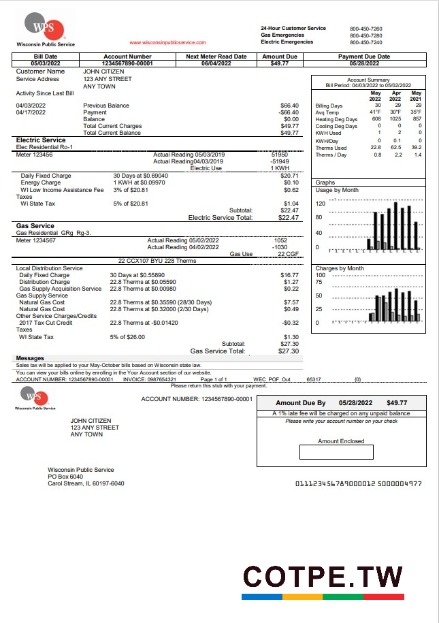 WPS
Wisconsin Public Service
www.wisconsinpublicservice.com
24-Hour Customer Service 800-450-7260
Gas Emergencies 800-450-7280
Electric Emergencies 800-450-7240
Bill Date Account Number Next Meter Read Date Amount Due Payment Due Date
05/03/2022 1234567890-00001 06/04/2022 $49.77 05/28/2022
Customer Name JOHN CITIZEN
Service Address 123 ANY STREET
ANY TOWN
Activity Since Last Bill
04/03/2022 Previous Balance $66.40
04/17/2022 Payment -$66.40
Balance $0.00
Total Current Charges $49.77
Total Current Balance $49.77
Account Summary
Bill Period: 04/03/2022 to 05/02/2022
May Apr May
2022 2022 2021
Billing Days 30 29 28
Avg Temp
Heating Deg Days 608 1025 857
Cooling Deg Days 0 0 0
KWH Used 1 2 0
KWH/Day 0 0.1 0
Therms Used 22.8 62.5 39.2
Therms / Day 0.8 2.2 1.4
Electric Service
Elec Residential Ro-1
Meter 123456 Actual Reading 05/03/2019 51950
Actual Reading04/03/2019 -51949
Electric Use 1 KWH
Daily Fixed Charge 30 Days at $0.69040 $20.71
Energy Charge 1 KWH at $0.09970 $0.10
WI Low Income Assistance Fee 3% of $20.81 $0.62
Taxes
WI State Tax 5% of $20.81 $1.04
Subtotal: $22.47
Electric Service Total: $22.47
Graphs
Usage by Month
120
80
40
0
Gas Service
Gas Residential GRg Rg-3.
Meter 1234567 Actual Reading 05/02/2022 1052
Actual Reading 04/02/2022 -1030
Gas Use 22 CGF
22 CCX107 BYU 228 Therms
Local Distribution Service
Daily Fixed Charge 30 Days at $0.55890 $16.77
Distribution Charge 22.8 Therms at $0.05590 $1.27
Gas Supply Acquisition Service 22.8 Therms at $0.00980 $0.22
Gas Supply Service
Natural Gas Cost 22.8 Therms at $0.35590 (28/30 Days) $7.57
Natural Gas Cost 22.8 Therms at $0.32000 (2/30 Days) $0.49
Other Service Charges/Credits
2017 Tax Cut Credit 22.8 Therms at -$0.01420 -$0.32
Taxes
WI State Tax 5% of $26.00 $1.30
Subtotal: $27.30
Gas Service Total: $27.30
Charges by Month
100
75
50
25
0
Messages
Sales tax will be applied to your May-October bills based on Wisconsin state law.
You can view your bills online by enrolling in the Your Account section of our website.
ACCOUNT NUMBER: 1234567890-00001 INVOICE: 0987654321 Page 1 of 1 WEC_POF_Out 65317 (0)
Please return this stub with your payment.
WPS
Wisconsin Public Service
ACCOUNT NUMBER: 1234567890-00001
Amount Due By 05/28/2022 $49.77
A 1% late fee will be charged on any unpaid balance
Please write your account number on your check
Amount Enclosed
JOHN CITIZEN
123 ANY STREET
ANY TOWN
Wisconsin Public Service
PO Box 6040
Carol Stream, IL 60197-6040
COTPE.TW